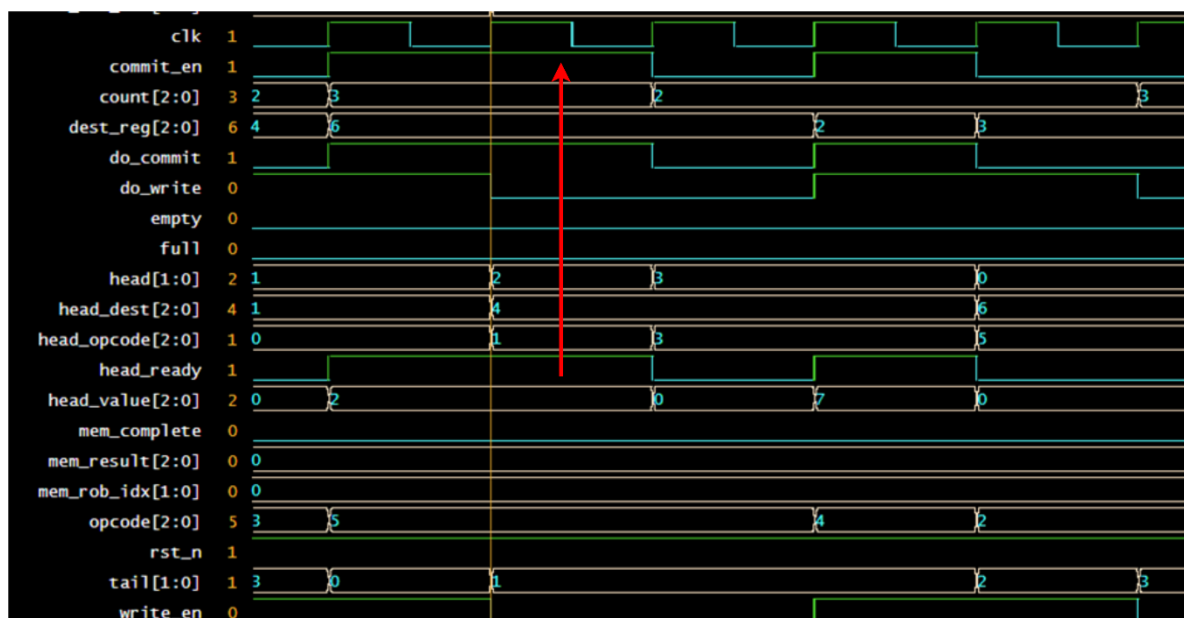 clk 1
commit_en 1
count[2:0] 3 2 3 2 3
dest_reg[2:0] 6 4 6 2 3
do_commit 1
do_write 0
empty 0
full 0
head[1:0] 2 1 2 3 0
head_dest[2:0] 4 1 4 6
head_opcode[2:0] 1 0 1 3 5
head_ready 1
head_value[2:0] 2 0 2 0 7 0
mem_complete 0
mem_result[2:0] 0 0
mem_rob_idx[1:0] 0 0
opcode[2:0] 5 3 5 4 2
rst_n 1
tail[1:0] 1 3 0 1 2 3
write_en 0